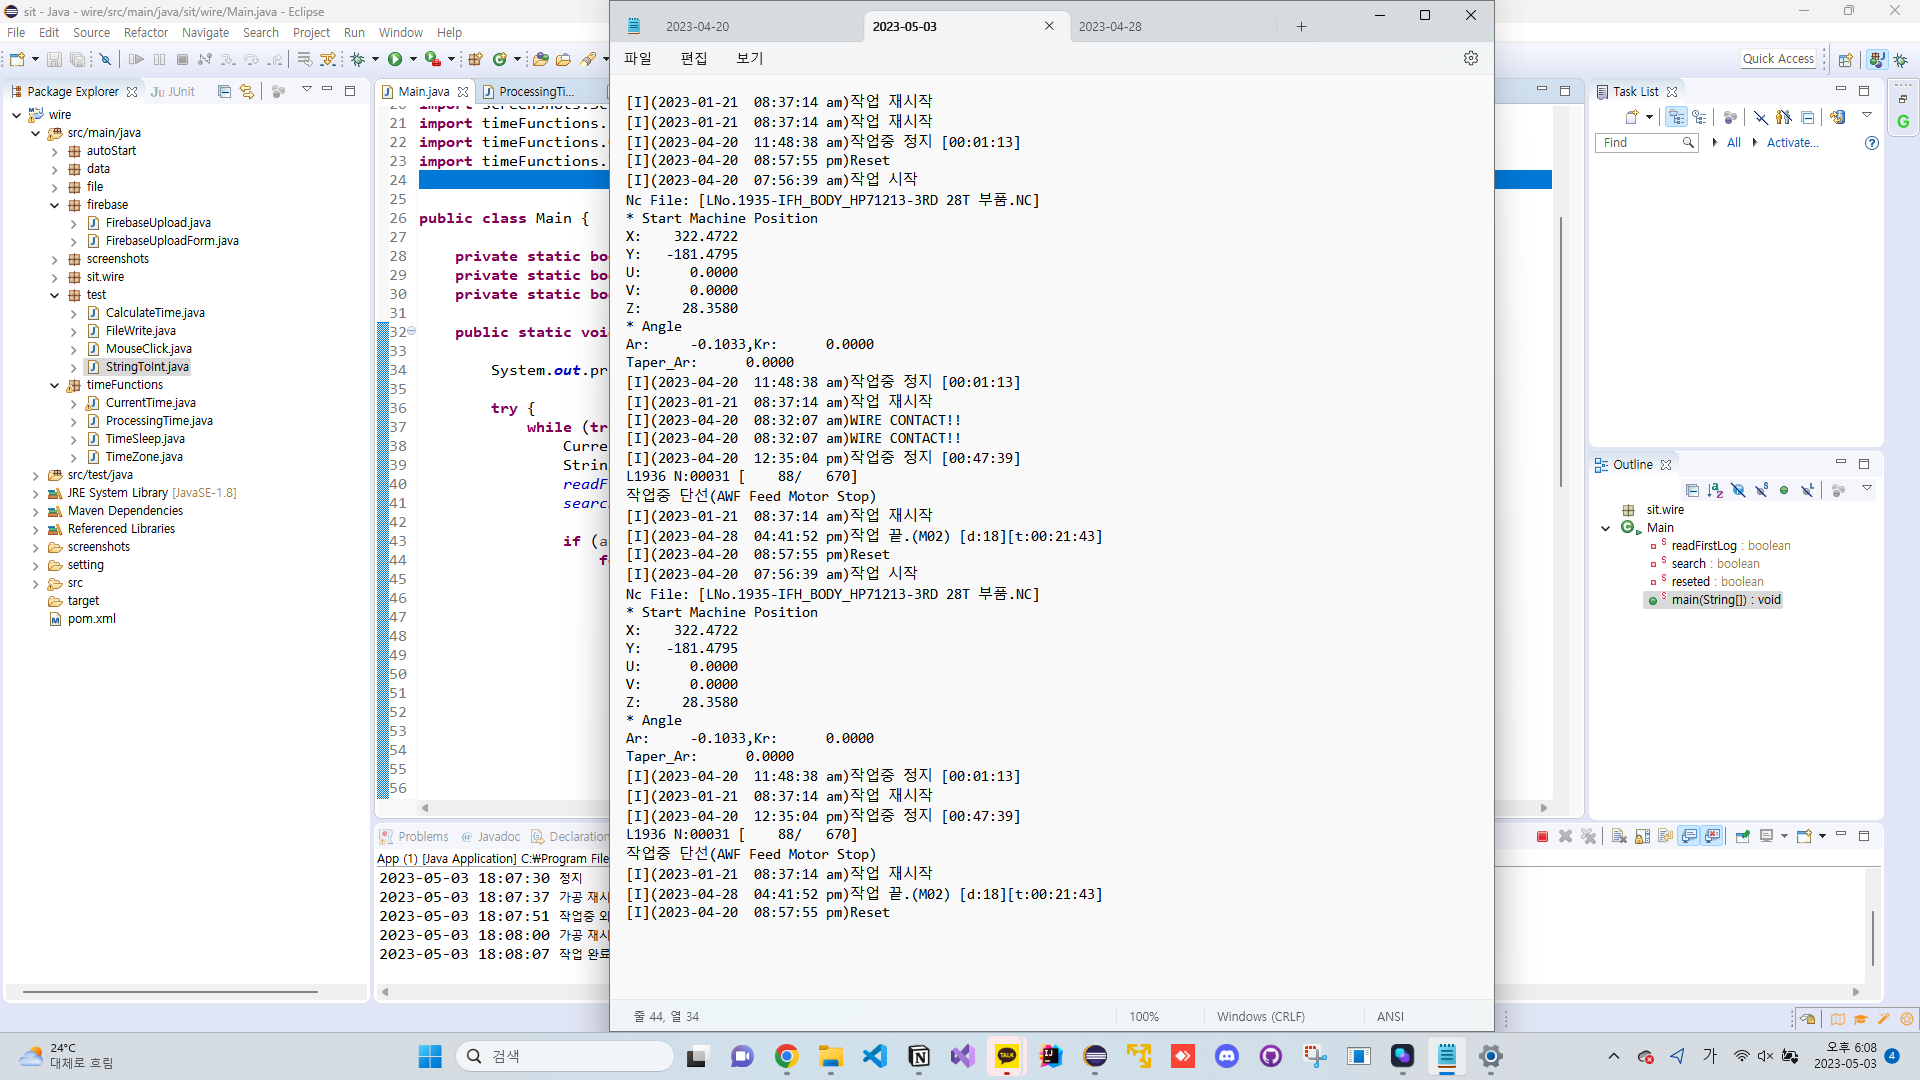 sit - Java - wire/src/main/java/sit/wire/Main.java - Eclipse
File Edit Source Refactor Navigate Search Project Run Window Help
Quick Access
Package Explorer JUnit
wire
src/main/java
autoStart
data
file
firebase
FirebaseUpload.java
FirebaseUploadForm.java
screenshots
sit.wire
test
CalculateTime.java
FileWrite.java
MouseClick.java
StringToInt.java
timeFunctions
CurrentTime.java
ProcessingTime.java
TimeSleep.java
TimeZone.java
src/test/java
JRE System Library [JavaSE-1.8]
Maven Dependencies
Referenced Libraries
screenshots
setting
src
target
pom.xml
Main.java ProcessingTi...
21 import timeFunctions.
22 import timeFunctions.
23 import timeFunctions.
24
25
26 public class Main {
27
28 private static bo
29 private static bo
30 private static bo
31
32 public static voi
33
34 System.out.pr
35
36 try {
37 while (tr
38 Curre
39 Strin
40 readF
41 searc
42
43 if (a
44 f
45
46
47
48
49
50
51
52
53
54
55
56
Problems Javadoc Declaration
App (1) [Java Application] C:₩Program File
2023-05-03 18:07:30 정지
2023-05-03 18:07:37 가공 재시
2023-05-03 18:07:51 작업중 와
2023-05-03 18:08:00 가공 재시
2023-05-03 18:08:07 작업 완료
2023-04-20 2023-05-03 2023-04-28
파일 편집 보기
[I](2023-01-21 08:37:14 am)작업 재시작
[I](2023-01-21 08:37:14 am)작업 재시작
[I](2023-04-20 11:48:38 am)작업중 정지 [00:01:13]
[I](2023-04-20 08:57:55 pm)Reset
[I](2023-04-20 07:56:39 am)작업 시작
Nc File: [LNo.1935-IFH_BODY_HP71213-3RD 28T 부품.NC]
* Start Machine Position
X: 322.4722
Y: -181.4795
U: 0.0000
V: 0.0000
Z: 28.3580
* Angle
Ar: -0.1033,Kr: 0.0000
Taper_Ar: 0.0000
[I](2023-04-20 11:48:38 am)작업중 정지 [00:01:13]
[I](2023-01-21 08:37:14 am)작업 재시작
[I](2023-04-20 08:32:07 am)WIRE CONTACT!!
[I](2023-04-20 08:32:07 am)WIRE CONTACT!!
[I](2023-04-20 12:35:04 pm)작업중 정지 [00:47:39]
L1936 N:00031 [ 88/ 670]
작업중 단선(AWF Feed Motor Stop)
[I](2023-01-21 08:37:14 am)작업 재시작
[I](2023-04-28 04:41:52 pm)작업 끝.(M02) [d:18][t:00:21:43]
[I](2023-04-20 08:57:55 pm)Reset
[I](2023-04-20 07:56:39 am)작업 시작
Nc File: [LNo.1935-IFH_BODY_HP71213-3RD 28T 부품.NC]
* Start Machine Position
X: 322.4722
Y: -181.4795
U: 0.0000
V: 0.0000
Z: 28.3580
* Angle
Ar: -0.1033,Kr: 0.0000
Taper_Ar: 0.0000
[I](2023-04-20 11:48:38 am)작업중 정지 [00:01:13]
[I](2023-01-21 08:37:14 am)작업 재시작
[I](2023-04-20 12:35:04 pm)작업중 정지 [00:47:39]
L1936 N:00031 [ 88/ 670]
작업중 단선(AWF Feed Motor Stop)
[I](2023-01-21 08:37:14 am)작업 재시작
[I](2023-04-28 04:41:52 pm)작업 끝.(M02) [d:18][t:00:21:43]
[I](2023-04-20 08:57:55 pm)Reset
줄 44, 열 34 100% Windows (CRLF) ANSI
Task List
Find All Activate...
Outline
sit.wire
Main
readFirstLog : boolean
search : boolean
reseted : boolean
main(String[]) : void
24°C
대체로 흐림
검색
TALK
가
오후 6:08
2023-05-03
4